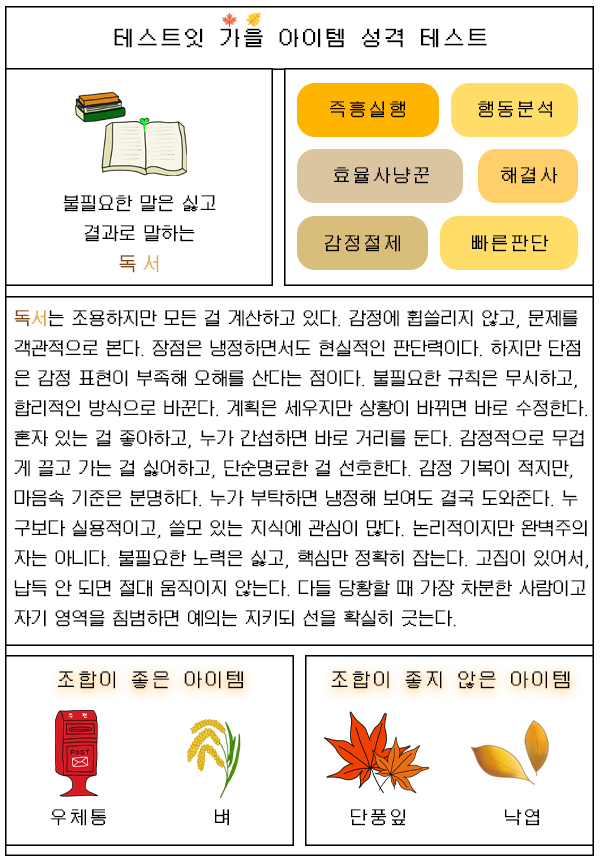 테스트잇 가을 아이템 성격 테스트
불필요한 말은 싫고
결과로 말하는
독서
즉흥실행
행동분석
효율사냥꾼
해결사
감정절제
빠른판단
독서는 조용하지만 모든 걸 계산하고 있다. 감정에 휩쓸리지 않고, 문제를
객관적으로 본다. 장점은 냉정하면서도 현실적인 판단력이다. 하지만 단점
은 감정 표현이 부족해 오해를 산다는 점이다. 불필요한 규칙은 무시하고,
합리적인 방식으로 바꾼다. 계획은 세우지만 상황이 바뀌면 바로 수정한다.
혼자 있는 걸 좋아하고, 누가 간섭하면 바로 거리를 둔다. 감정적으로 무겁
게 끌고 가는 걸 싫어하고, 단순명료한 걸 선호한다. 감정 기복이 적지만,
마음속 기준은 분명하다. 누가 부탁하면 냉정해 보여도 결국 도와준다. 누
구보다 실용적이고, 쓸모 있는 지식에 관심이 많다. 논리적이지만 완벽주의
자는 아니다. 불필요한 노력은 싫고, 핵심만 정확히 잡는다. 고집이 있어서,
납득 안 되면 절대 움직이지 않는다. 다들 당황할 때 가장 차분한 사람이고
자기 영역을 침범하면 예의는 지키되 선을 확실히 긋는다.
조합이 좋은 아이템
우편
POST
우체통
벼
조합이 좋지 않은 아이템
단풍잎
낙엽